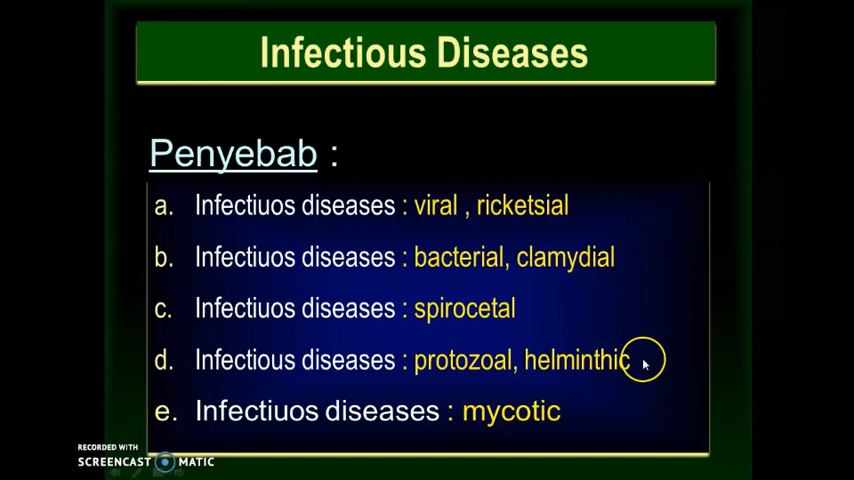 Infectious Diseases
Penyebab :
a. Infectiuos diseases : viral , ricketsial
b. Infectiuos diseases : bacterial, clamydial
c. Infectiuos diseases : spirocetal
d. Infectious diseases : protozoal, helminthic
e. Infectiuos diseases : mycotic
RECORDED WITH
SCREENCAST MATIC